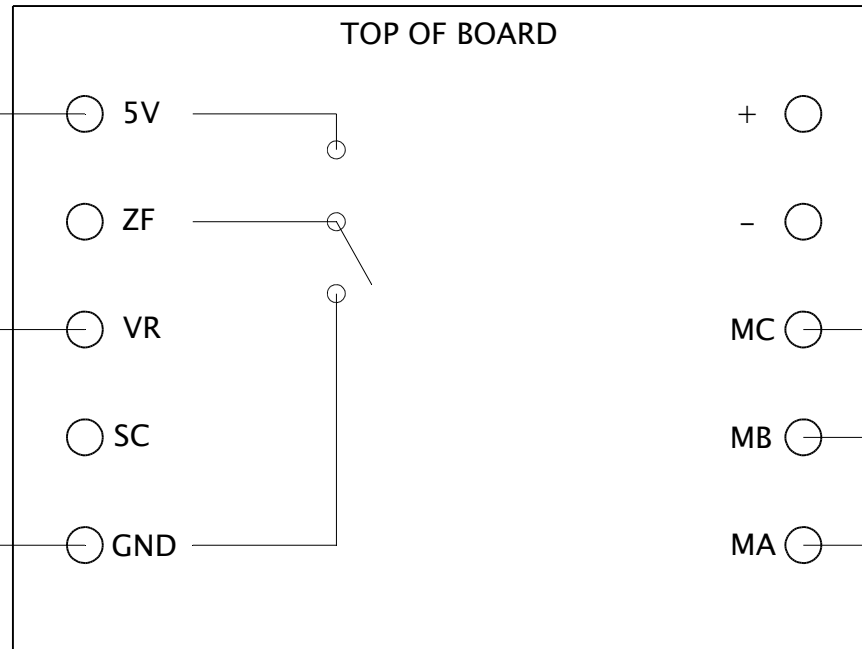 TOP OF BOARD
5V
+
ZF
–
VR
MC
SC
MB
GND
MA